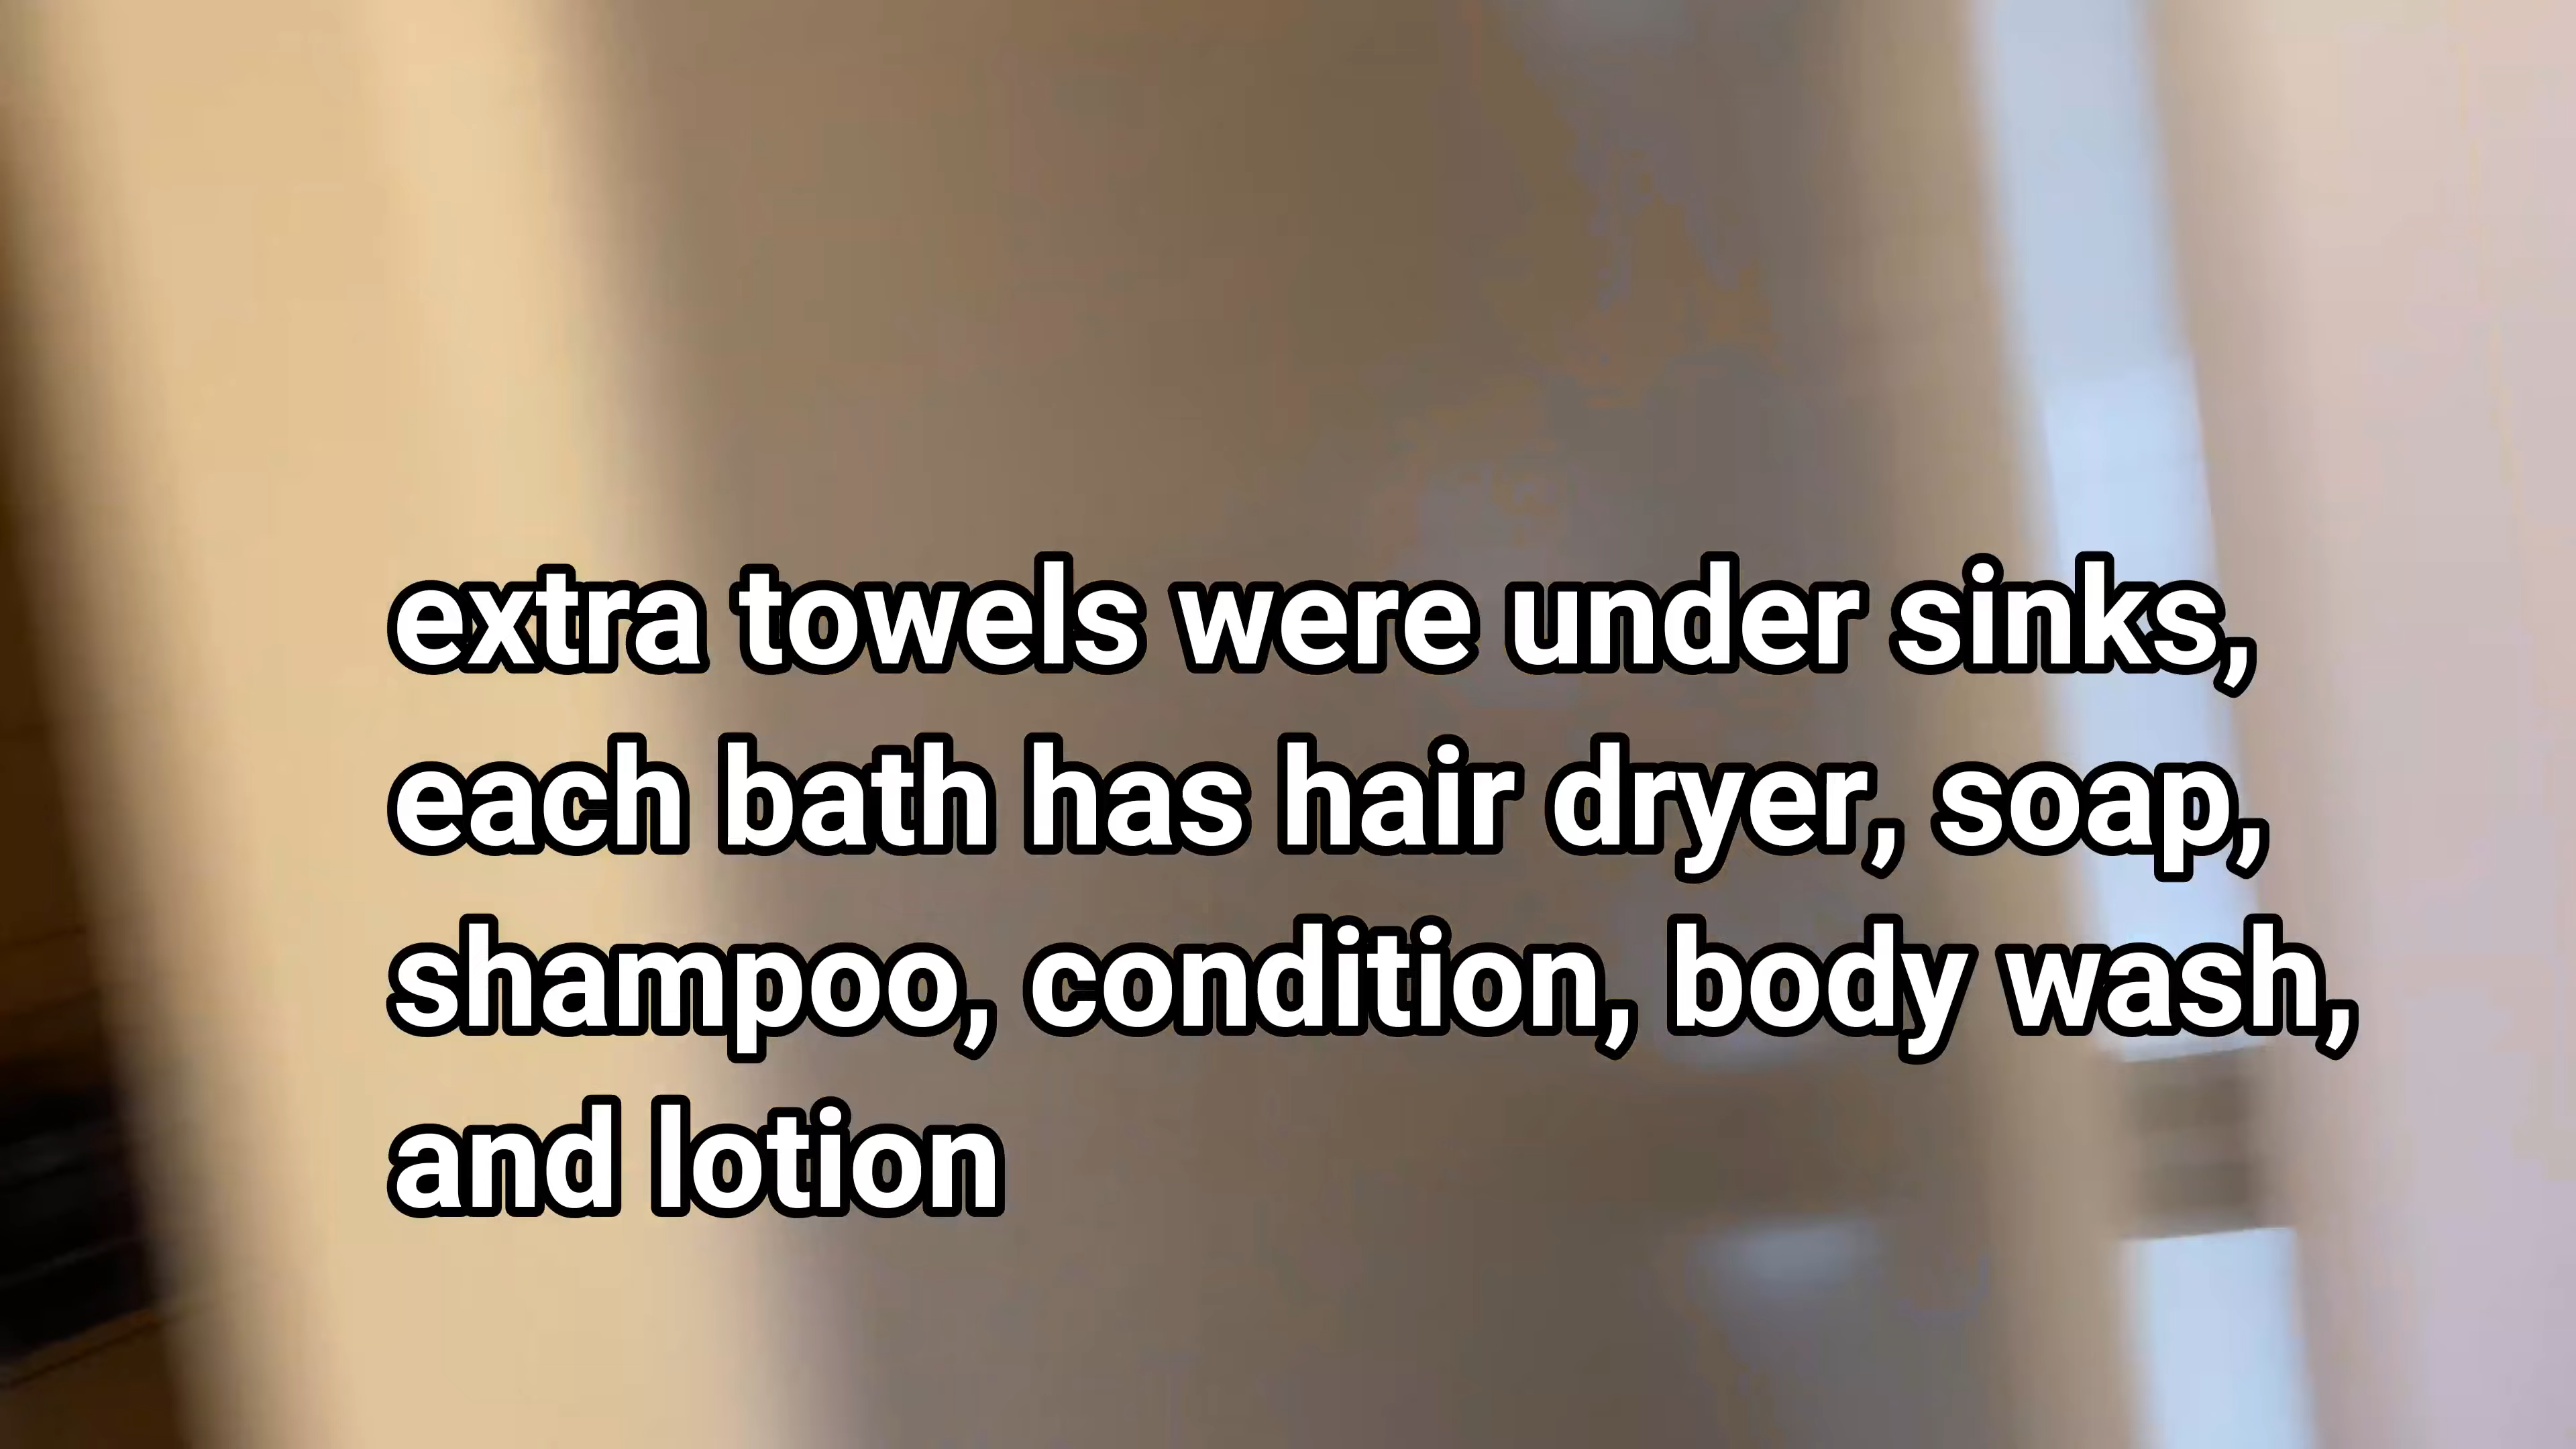 extra towels were under sinks,
each bath has hair dryer, soap,
shampoo, condition, body wash,
and lotion